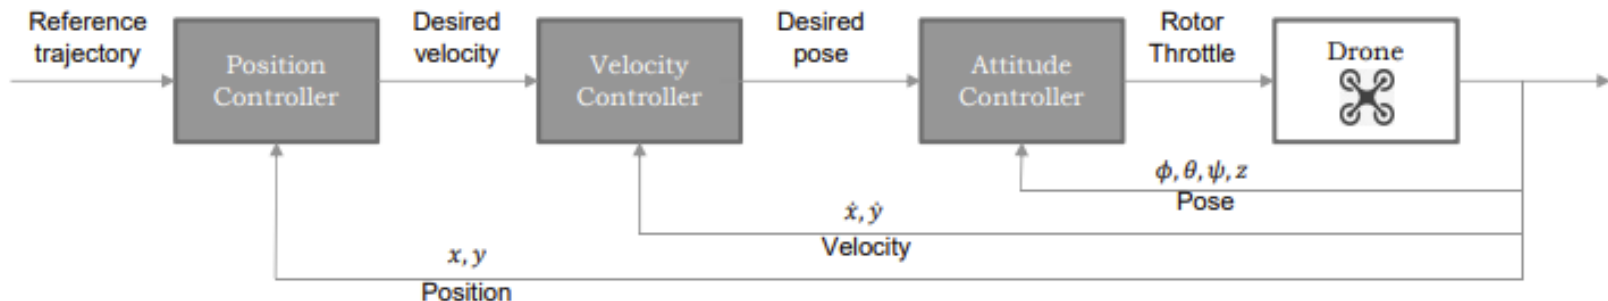 Reference
trajectory
Position
Controller
Desired
velocity
Velocity
Controller
Desired
pose
Attitude
Controller
Rotor
Throttle
Drone
ϕ, θ, ψ, z
Pose
ẋ, ẏ
Velocity
x, y
Position